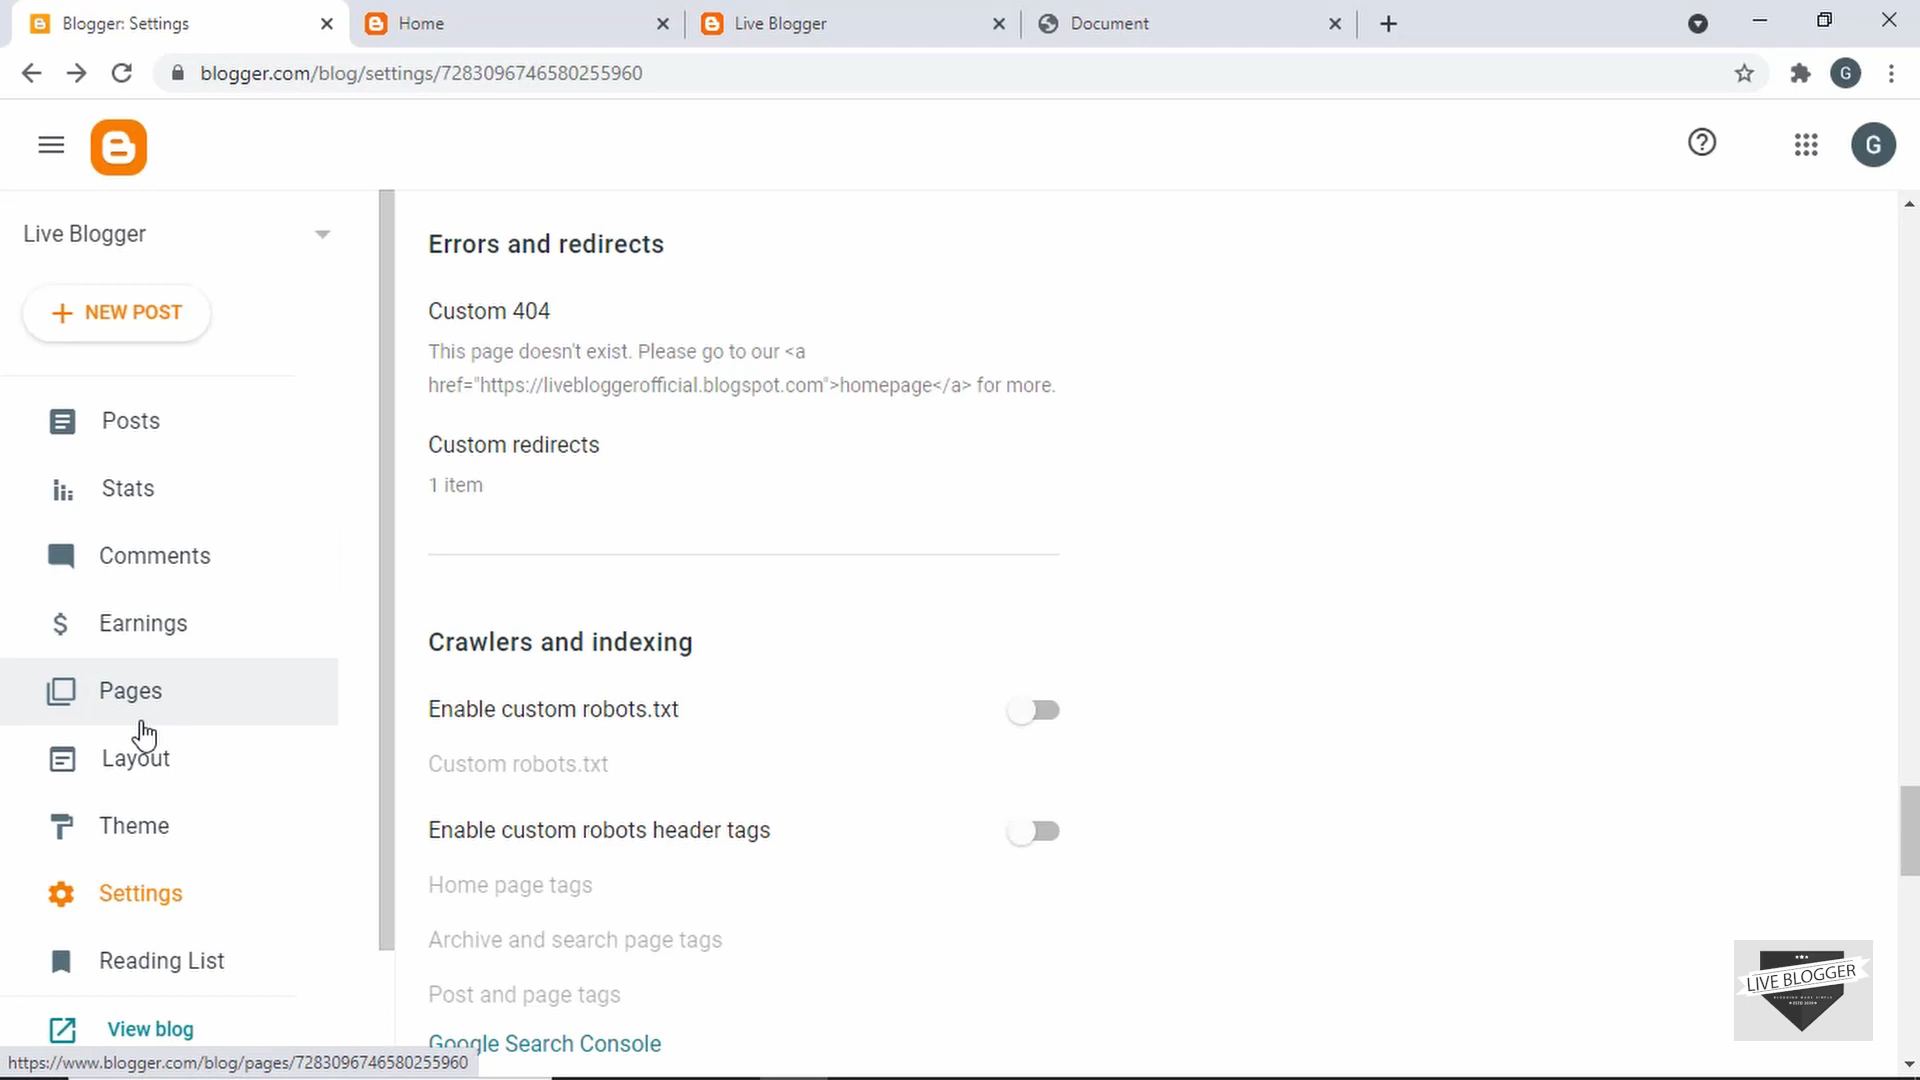 Blogger: Settings
Home
Live Blogger
Document
blogger.com/blog/settings/7283096746580255960
G
G
Live Blogger
NEW POST
Posts
Stats
Comments
Earnings
Pages
Layout
Theme
Settings
Reading List
View blog
https://www.blogger.com/blog/pages/7283096746580255960
Errors and redirects
Custom 404
This page doesn't exist. Please go to our <a
href="https://livebloggerofficial.blogspot.com">homepage</a> for more.
Custom redirects
1 item
Crawlers and indexing
Enable custom robots.txt
Custom robots.txt
Enable custom robots header tags
Home page tags
Archive and search page tags
Post and page tags
Google Search Console
LIVE BLOGGER